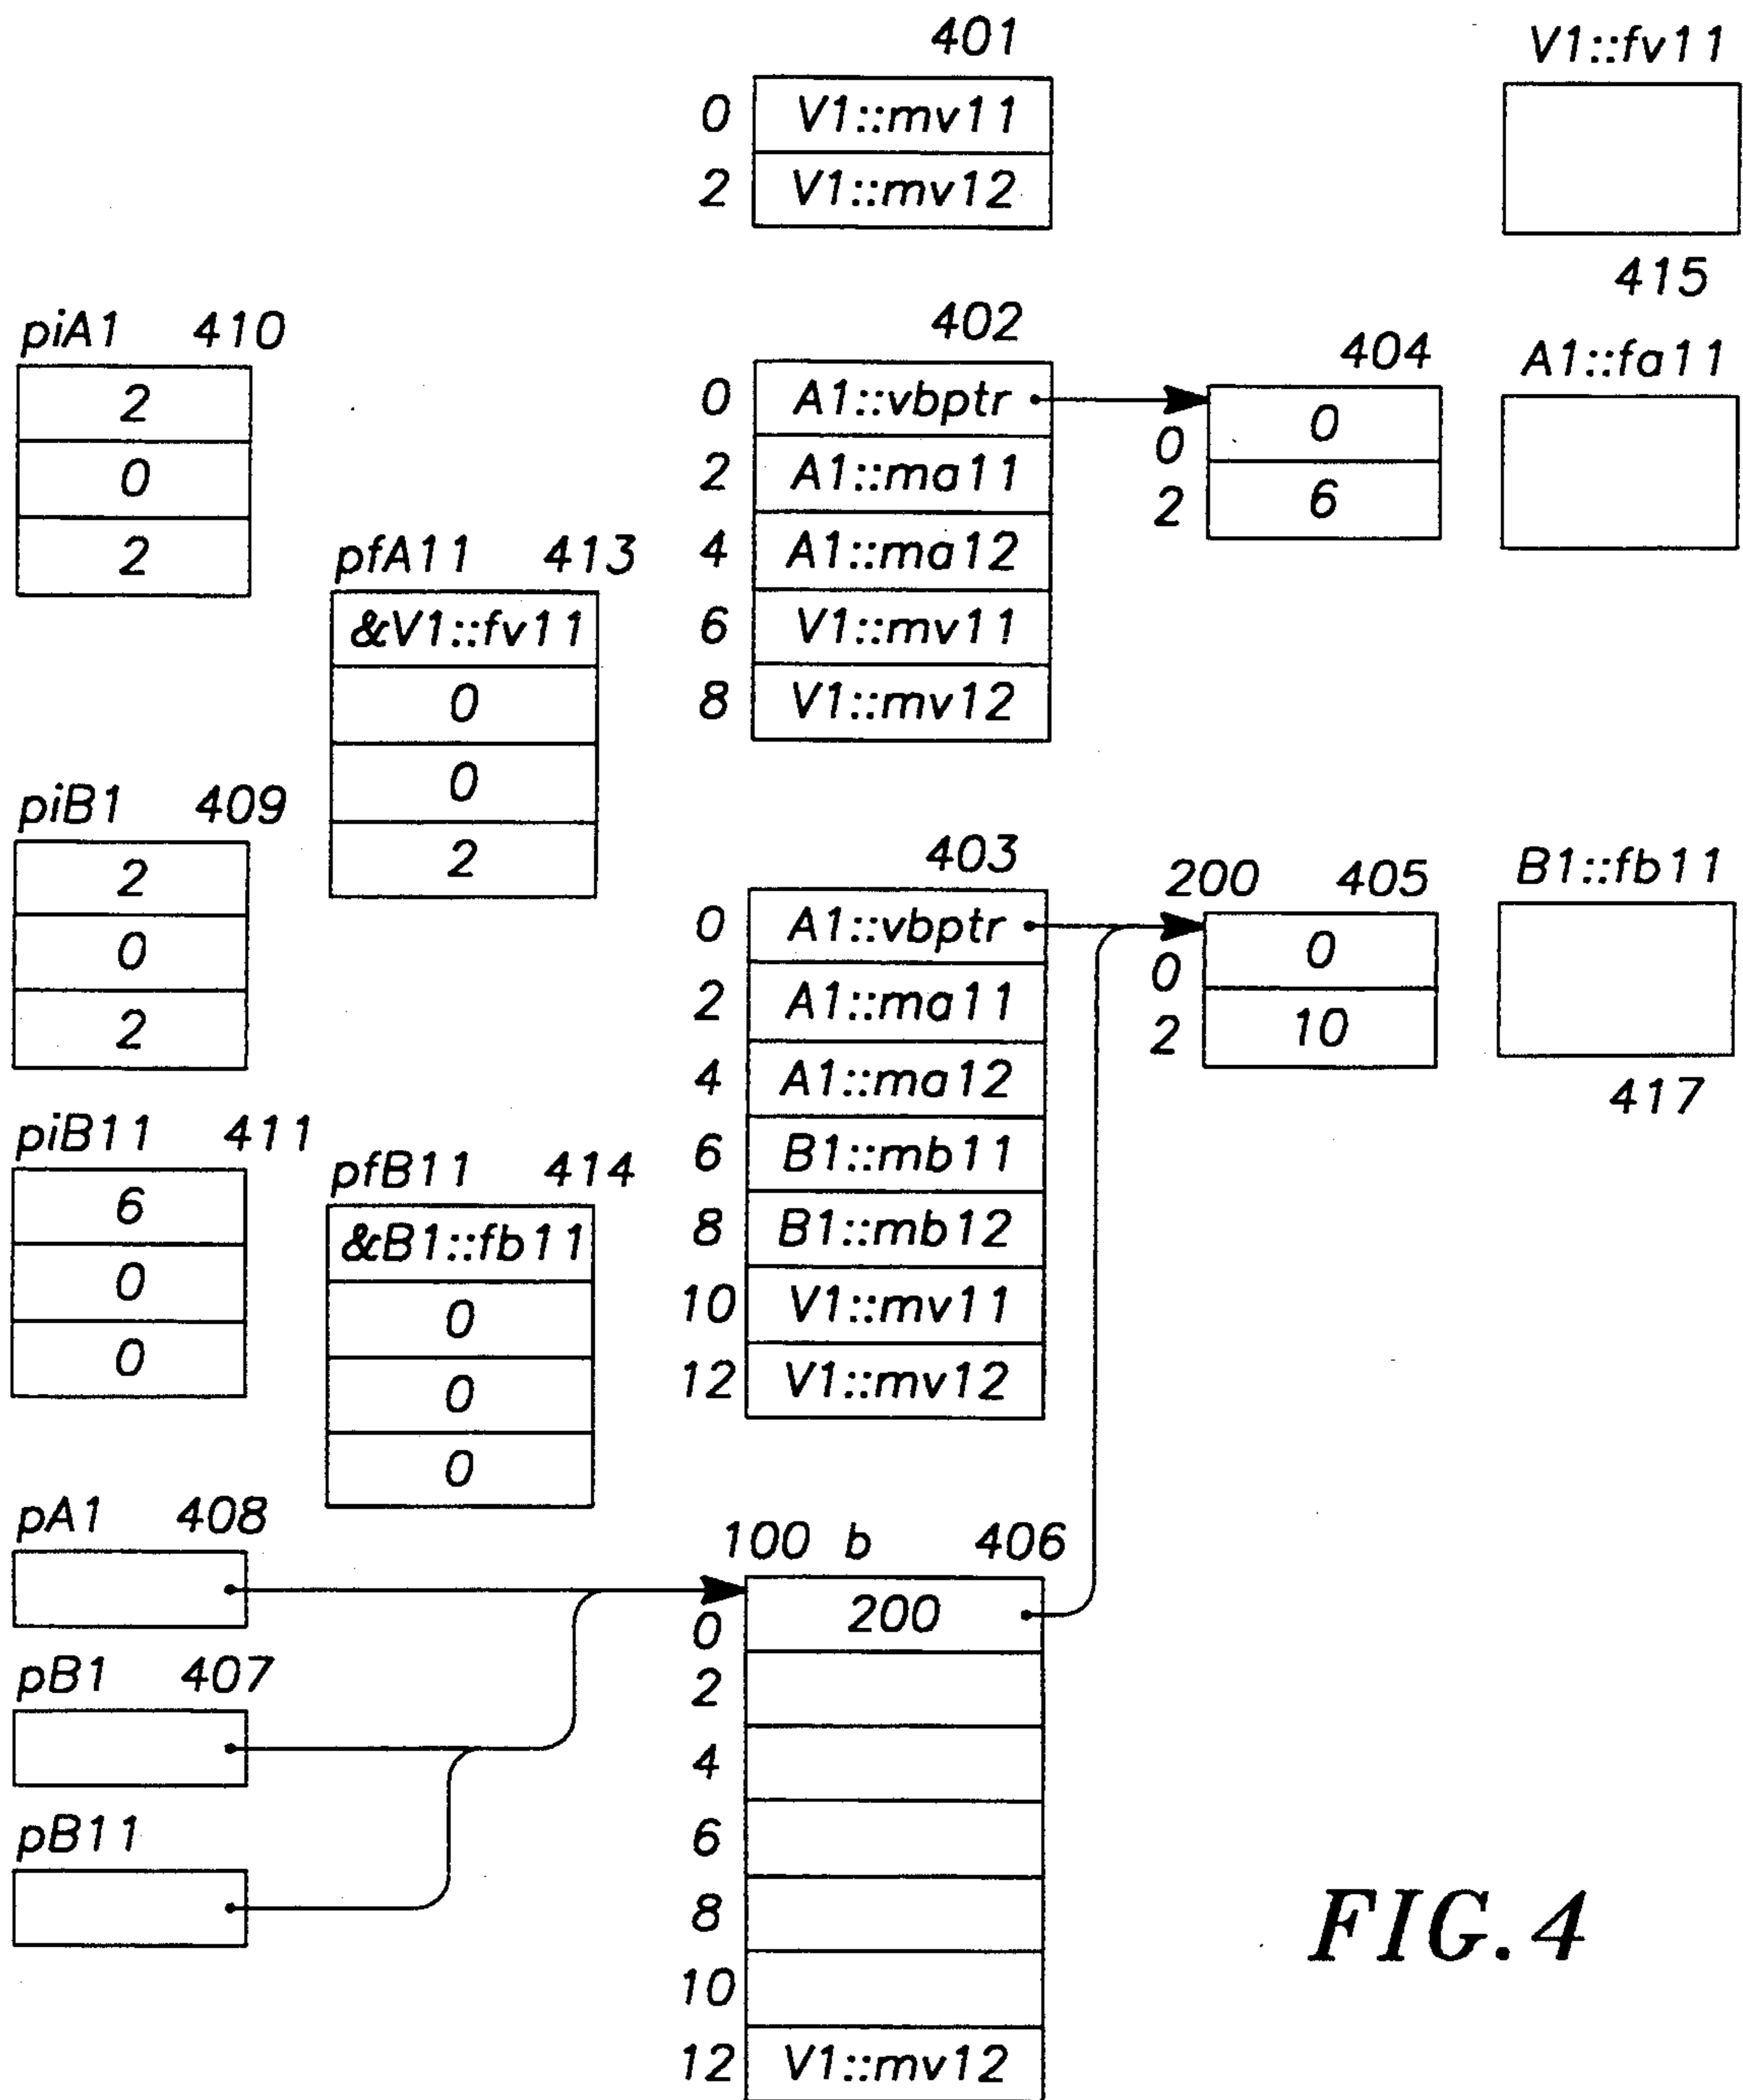 401
0 V1::mv11
2 V1::mv12
V1::fv11
415
piA1 410
2
0
2
pfA11 413
&V1::fv11
0
0
2
402
0 A1::vbptr
2 A1::ma11
4 A1::ma12
6 V1::mv11
8 V1::mv12
404
0
0
2 6
A1::fa11
piB1 409
2
0
2
403
0 A1::vbptr
2 A1::ma11
4 A1::ma12
6 B1::mb11
8 B1::mb12
10 V1::mv11
12 V1::mv12
200 405
0
0
2 10
B1::fb11
417
piB11 411
6
0
0
pfB11 414
&B1::fb11
0
0
0
pA1 408
pB1 407
pB11
100 b 406
0 200
2
4
6
8
10
12 V1::mv12
FIG.4